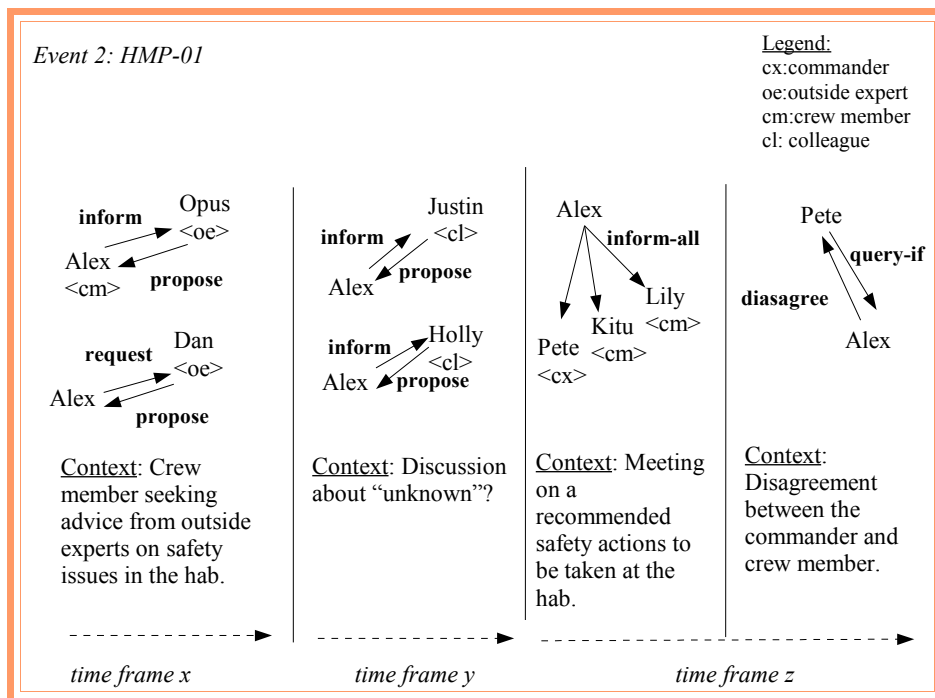 Event 2: HMP-01
Legend:
cx:commander
oe:outside expert
cm:crew member
cl: colleague
Opus
<oe>
inform
Alex
<cm>
propose
Dan
<oe>
request
Alex
propose
Context: Crew
member seeking
advice from outside
experts on safety
issues in the hab.
Justin
<cl>
inform
propose
Alex
Holly
<cl>
inform
Alex
propose
Context: Discussion
about “unknown”?
Alex
inform-all
Lily
<cm>
Kitu
<cm>
Pete
<cx>
Context: Meeting
on a
recommended
safety actions to
be taken at the
hab.
Pete
query-if
diasagree
Alex
Context:
Disagreement
between the
commander and
crew member.
time frame x
time frame y
time frame z